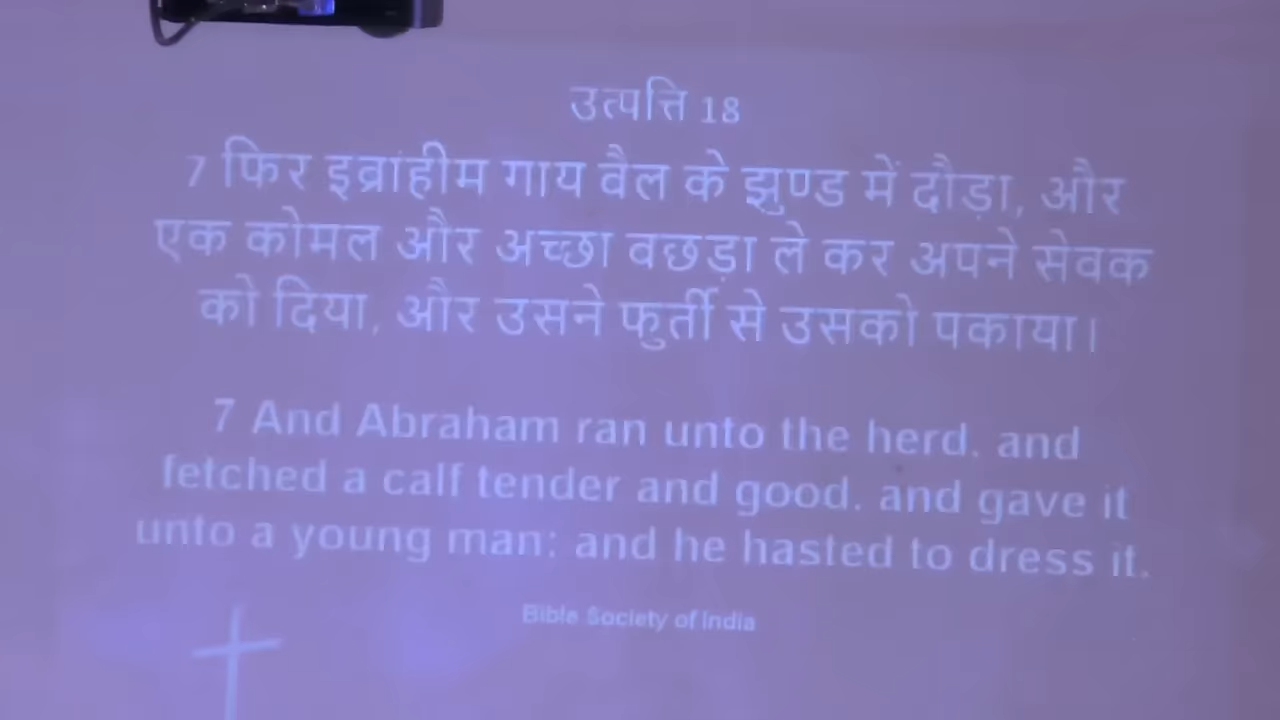 उत्पत्ति 18
7 फिर इब्रांहीम गाय वैल के झुण्ड में दौड़ा, और
एक कोमल और अच्छा वछड़ा ले कर अपने सेवक
को दिया, और उसने फुर्ती से उसको पकाया।
7 And Abraham ran unto the herd, and
fetched a calf tender and good, and gave it
unto a young man; and he hasted to dress it.
Bible Society of India